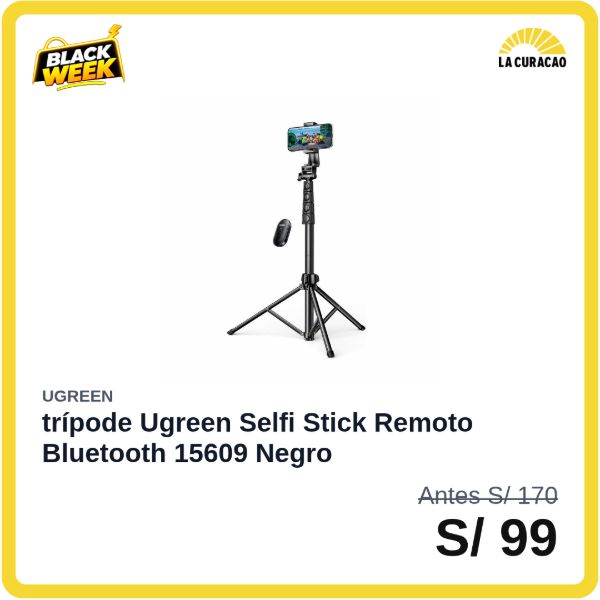 BLACK
WEEK
LA CURACAO
UGREEN
trípode Ugreen Selfi Stick Remoto
Bluetooth 15609 Negro
Antes S/ 170
S/ 99